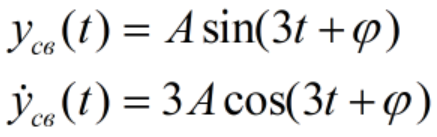 y_св(t) = A sin(3t + φ)
ẏ_св(t) = 3A cos(3t + φ)